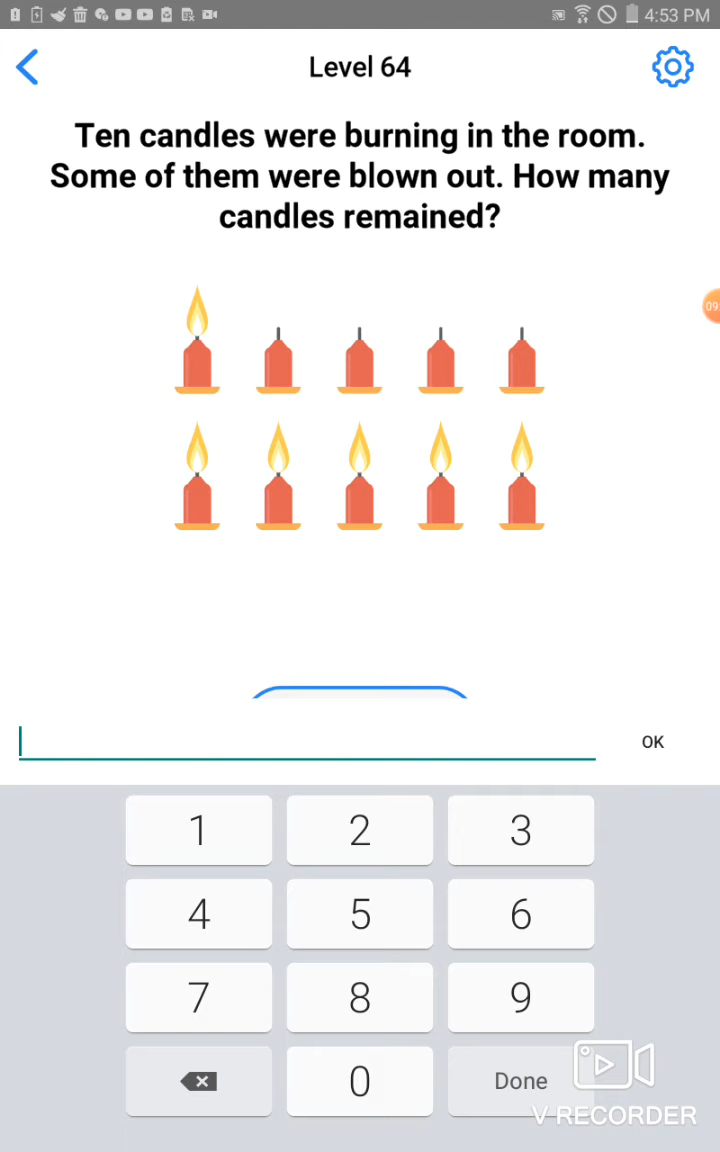 4:53 PM
Level 64
Ten candles were burning in the room.
Some of them were blown out. How many
candles remained?
09
OK
1 2 3
4 5 6
7 8 9
0 Done
V RECORDER